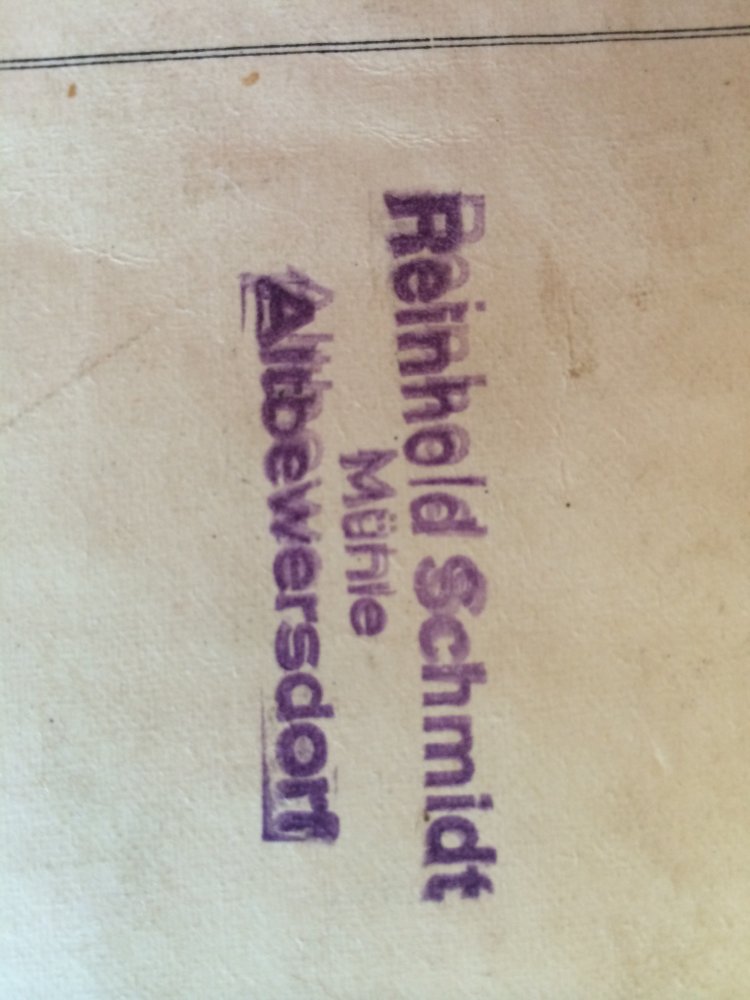 Reinhold Schmidt
Mühle
Altbewersdorf